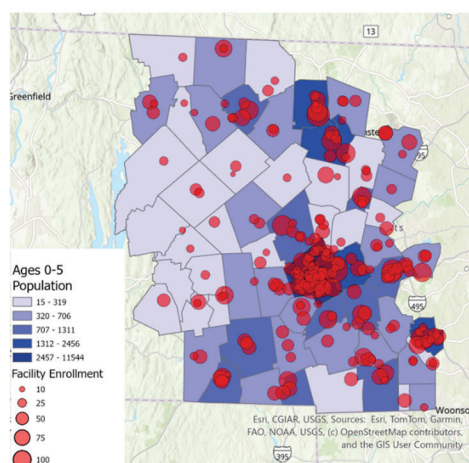 13
Greenfield
95
495
Ages 0-5
Population
15 - 319
320 - 706
707 - 1311
1312 - 2456
2457 - 11544
Facility Enrollment
10
25
50
75
100
Woonso
Esri, CGIAR, USGS, Sources: Esri, TomTom, Garmin,
FAO, NOAA, USGS, (c) OpenStreetMap contributors,
and the GIS User Community
395